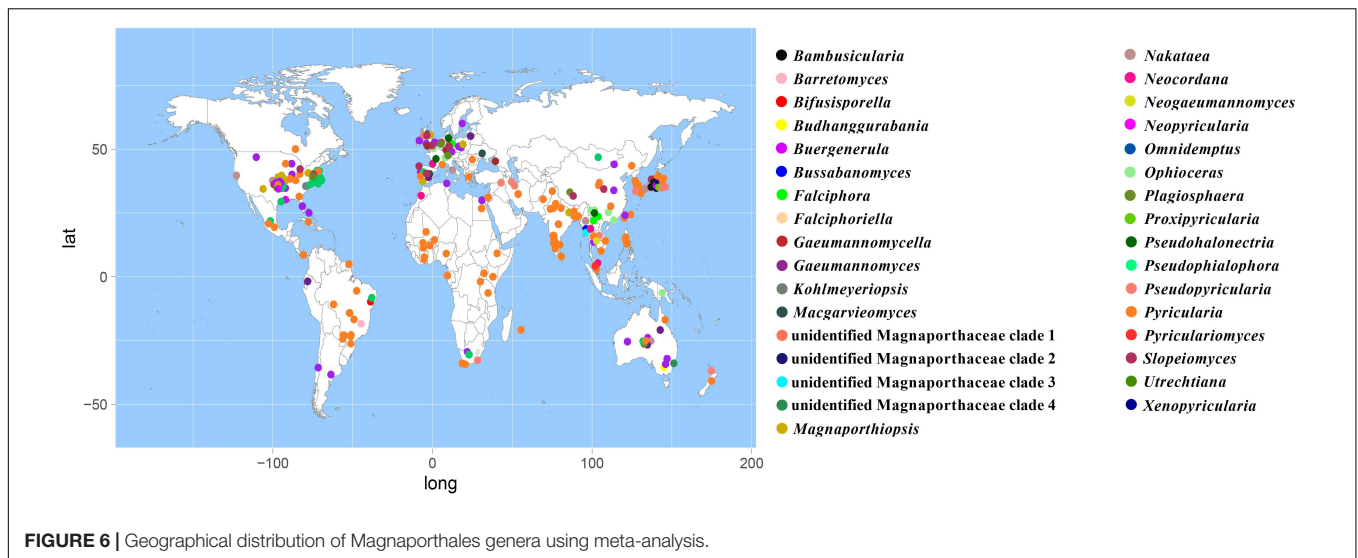 50
0
−50
lat
−100
0
100
200
long
Bambusicularia
Barretomyces
Bifusisporella
Budhanggurabania
Buergenerula
Bussabanomyces
Falciphora
Falciphoriella
Gaeumannomycella
Gaeumannomyces
Kohlmeyeriopsis
Macgarvieomyces
unidentified Magnaporthaceae clade 1
unidentified Magnaporthaceae clade 2
unidentified Magnaporthaceae clade 3
unidentified Magnaporthaceae clade 4
Magnaporthiopsis
Nakataea
Neocordana
Neogaeumannomyces
Neopyricularia
Omnidemptus
Ophioceras
Plagiosphaera
Proxipyricularia
Pseudohalonectria
Pseudophialophora
Pseudopyricularia
Pyricularia
Pyriculariomyces
Slopeiomyces
Utrechtiana
Xenopyricularia
FIGURE 6 | Geographical distribution of Magnaporthales genera using meta-analysis.